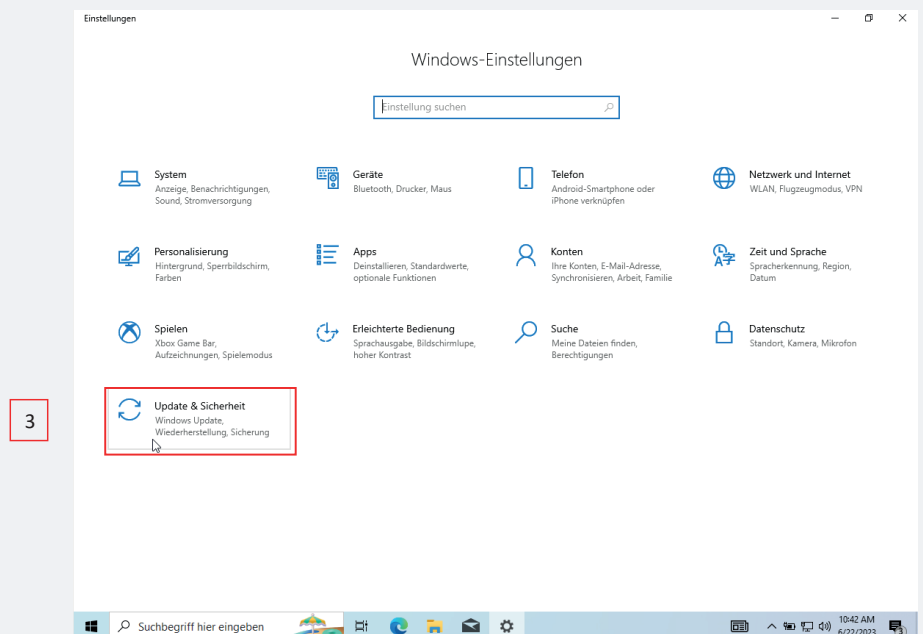 Einstellungen
Windows-Einstellungen
Einstellung suchen
System
Anzeige, Benachrichtigungen,
Sound, Stromversorgung
Geräte
Bluetooth, Drucker, Maus
Telefon
Android-Smartphone oder
iPhone verknüpfen
Netzwerk und Internet
WLAN, Flugzeugmodus, VPN
Personalisierung
Hintergrund, Sperrbildschirm,
Farben
Apps
Deinstallieren, Standardwerte,
optionale Funktionen
Konten
Ihre Konten, E-Mail-Adresse,
Synchronisieren, Arbeit, Familie
Zeit und Sprache
Spracherkennung, Region,
Datum
Spielen
Xbox Game Bar,
Aufzeichnungen, Spielemodus
Erleichterte Bedienung
Sprachausgabe, Bildschirmlupe,
hoher Kontrast
Suche
Meine Dateien finden,
Berechtigungen
Datenschutz
Standort, Kamera, Mikrofon
3
Update & Sicherheit
Windows Update,
Wiederherstellung, Sicherung
Suchbegriff hier eingeben
10:42 AM
6/22/2023